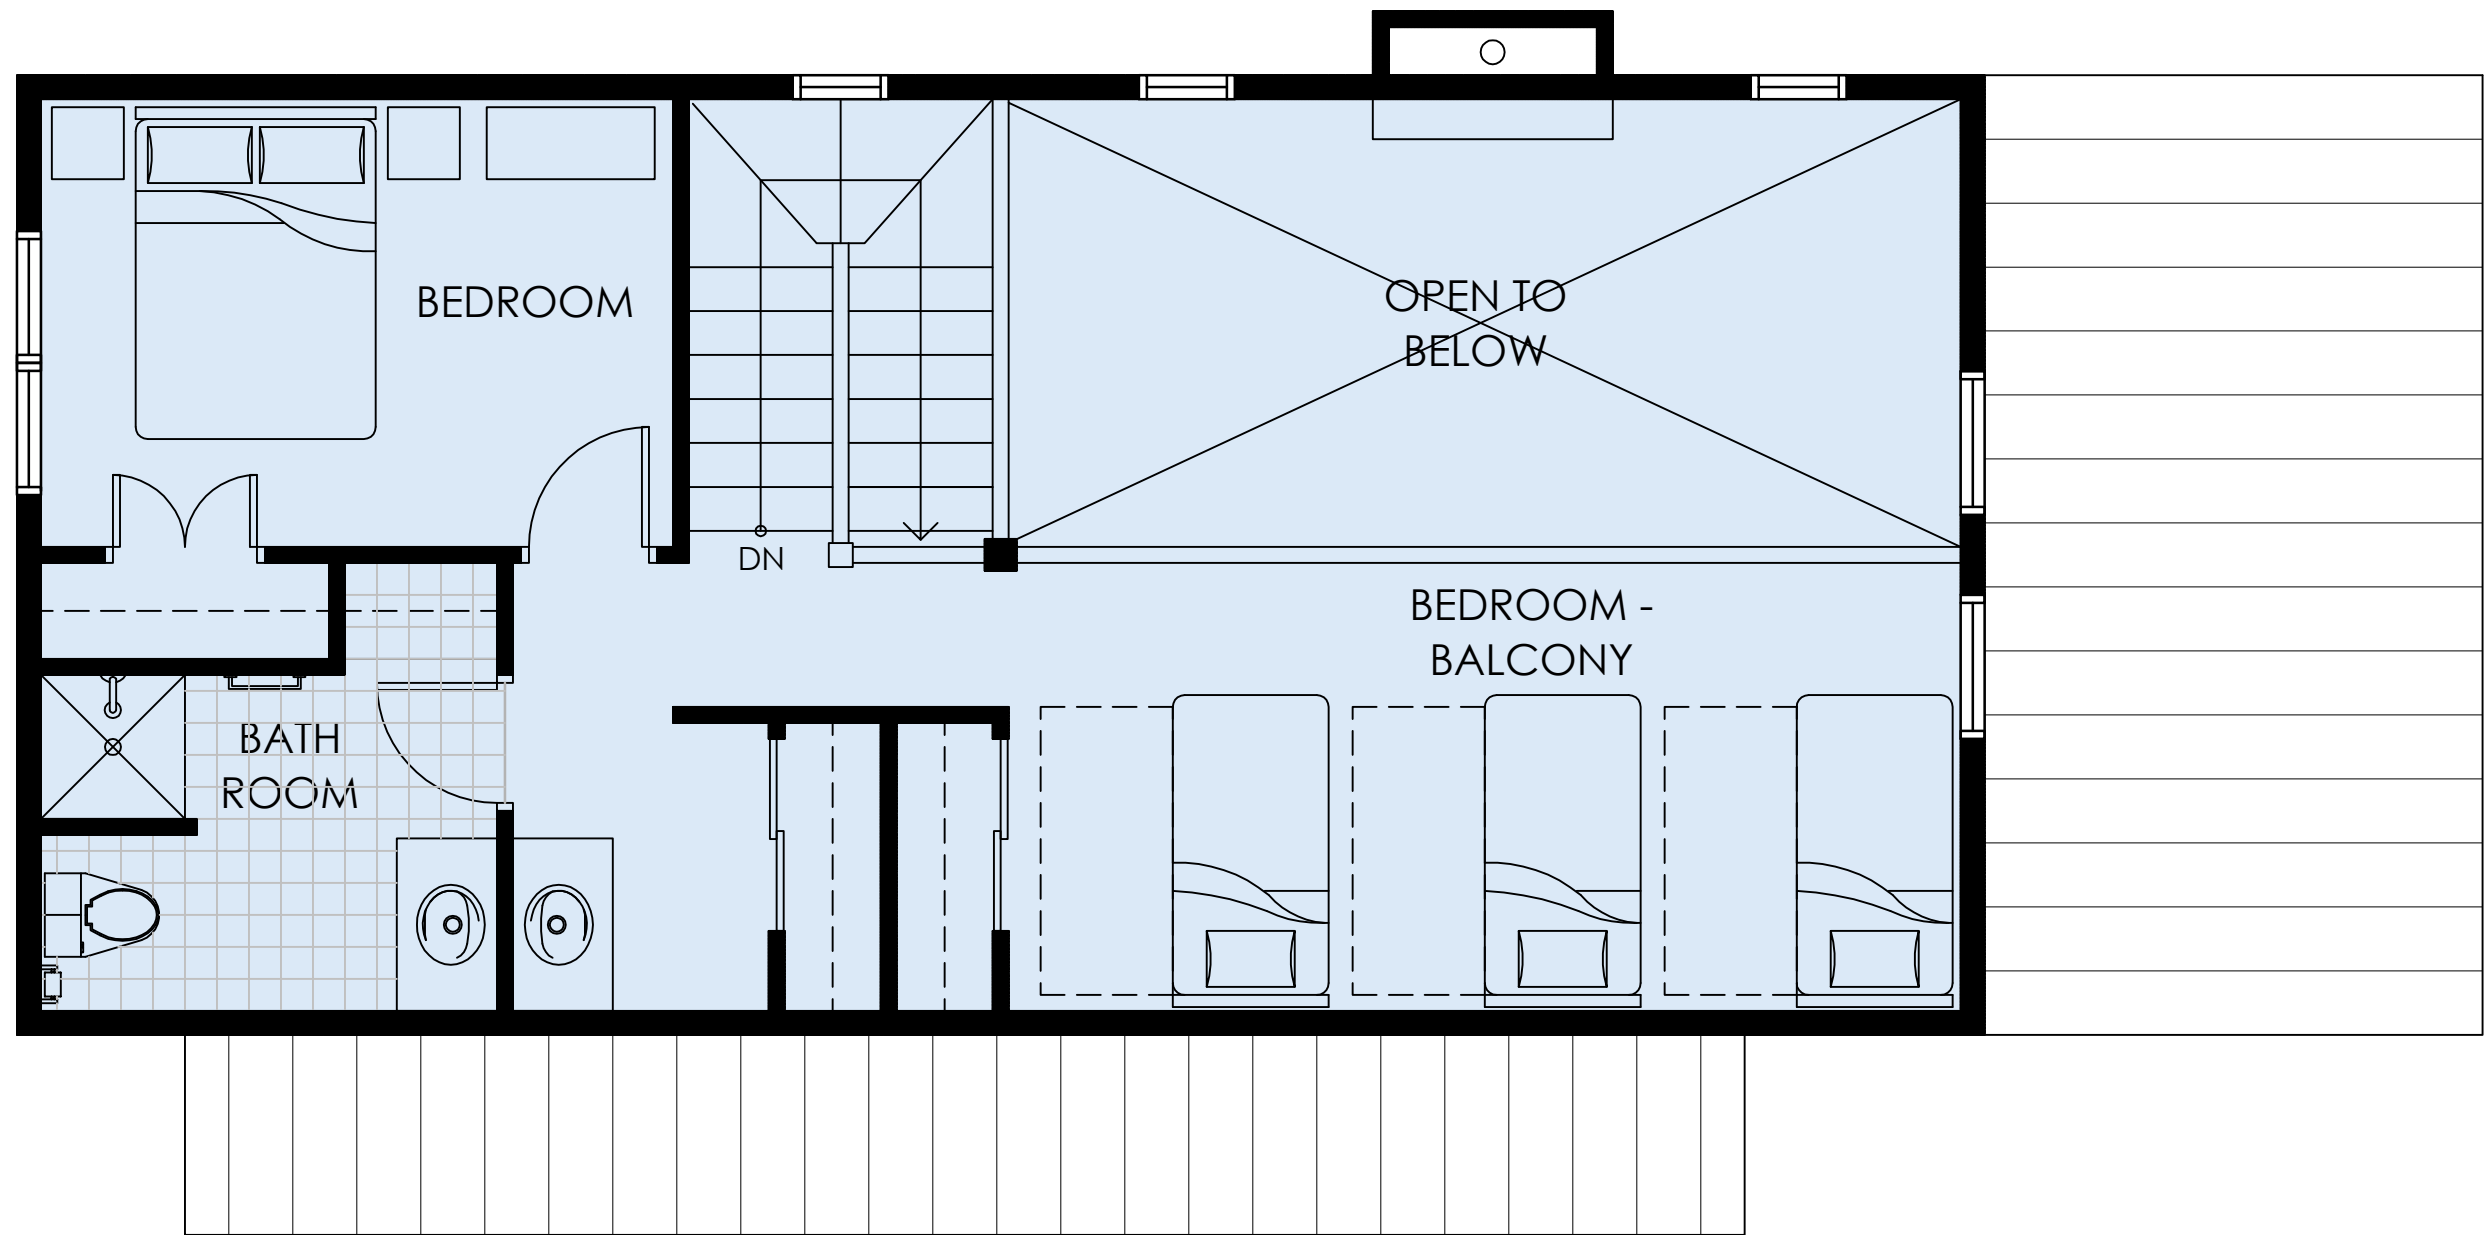 BEDROOM
OPEN TO
BELOW
DN
BEDROOM -
BALCONY
BATH
ROOM